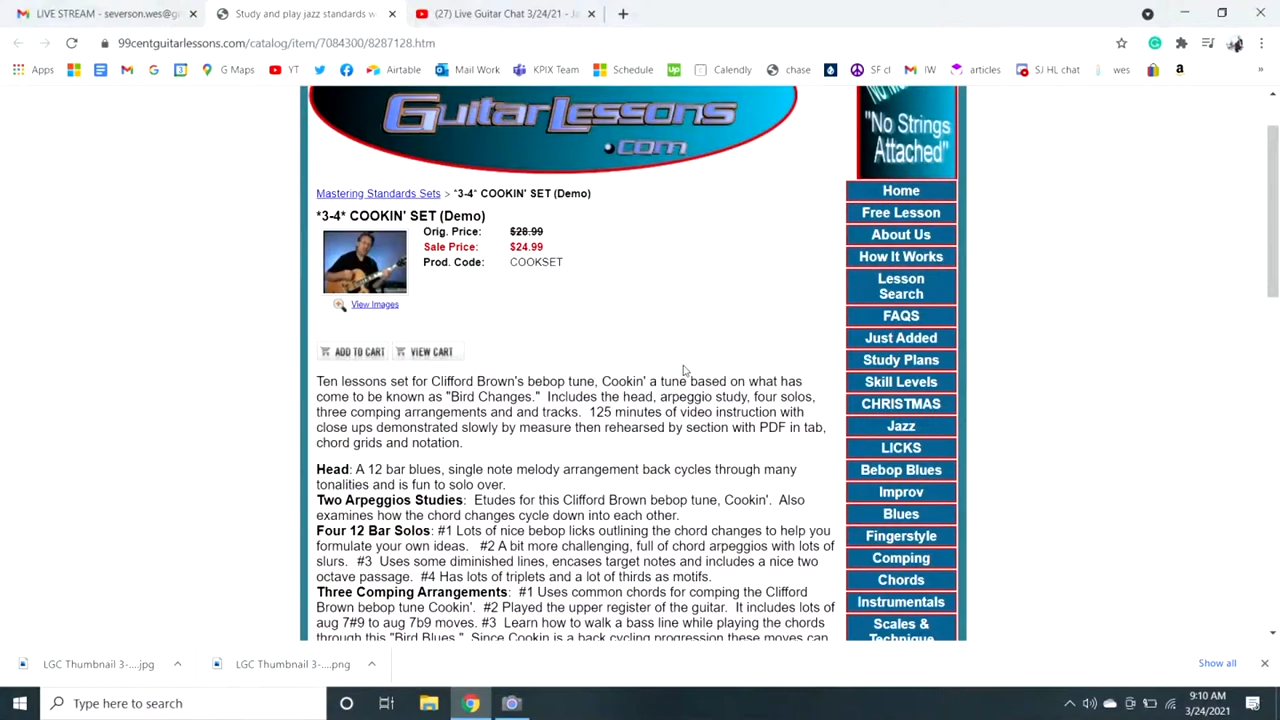 LIVE STREAM - severson.wes@gr
Study and play jazz standards w
(27) Live Guitar Chat 3/24/21 - Ja
99centguitarlessons.com/catalog/item/7084300/8287128.htm
Apps
G Maps
YT
Airtable
Mail Work
KPIX Team
Schedule
Calendly
chase
SF cl
IW
articles
SJ HL chat
wes
GuitarLessons
.com
"No Strings
Attached"
Mastering Standards Sets > *3-4* COOKIN' SET (Demo)
*3-4* COOKIN' SET (Demo)
Orig. Price: $28.99
Sale Price: $24.99
Prod. Code: COOKSET
View Images
ADD TO CART
VIEW CART
Ten lessons set for Clifford Brown's bebop tune, Cookin' a tune based on what has
come to be known as "Bird Changes." Includes the head, arpeggio study, four solos,
three comping arrangements and and tracks. 125 minutes of video instruction with
close ups demonstrated slowly by measure then rehearsed by section with PDF in tab,
chord grids and notation.
Head: A 12 bar blues, single note melody arrangement back cycles through many
tonalities and is fun to solo over.
Two Arpeggios Studies: Etudes for this Clifford Brown bebop tune, Cookin'. Also
examines how the chord changes cycle down into each other.
Four 12 Bar Solos: #1 Lots of nice bebop licks outlining the chord changes to help you
formulate your own ideas. #2 A bit more challenging, full of chord arpeggios with lots of
slurs. #3 Uses some diminished lines, encases target notes and includes a nice two
octave passage. #4 Has lots of triplets and a lot of thirds as motifs.
Three Comping Arrangements: #1 Uses common chords for comping the Clifford
Brown bebop tune Cookin'. #2 Played the upper register of the guitar. It includes lots of
aug 7#9 to aug 7b9 moves. #3 Learn how to walk a bass line while playing the chords
through this "Bird Blues." Since Cookin is a back cycling progression these moves can
Home
Free Lesson
About Us
How It Works
Lesson
Search
FAQS
Just Added
Study Plans
Skill Levels
CHRISTMAS
Jazz
LICKS
Bebop Blues
Improv
Blues
Fingerstyle
Comping
Chords
Instrumentals
Scales &
Technique
LGC Thumbnail 3-....jpg
LGC Thumbnail 3-....png
Show all
Type here to search
9:10 AM
3/24/2021